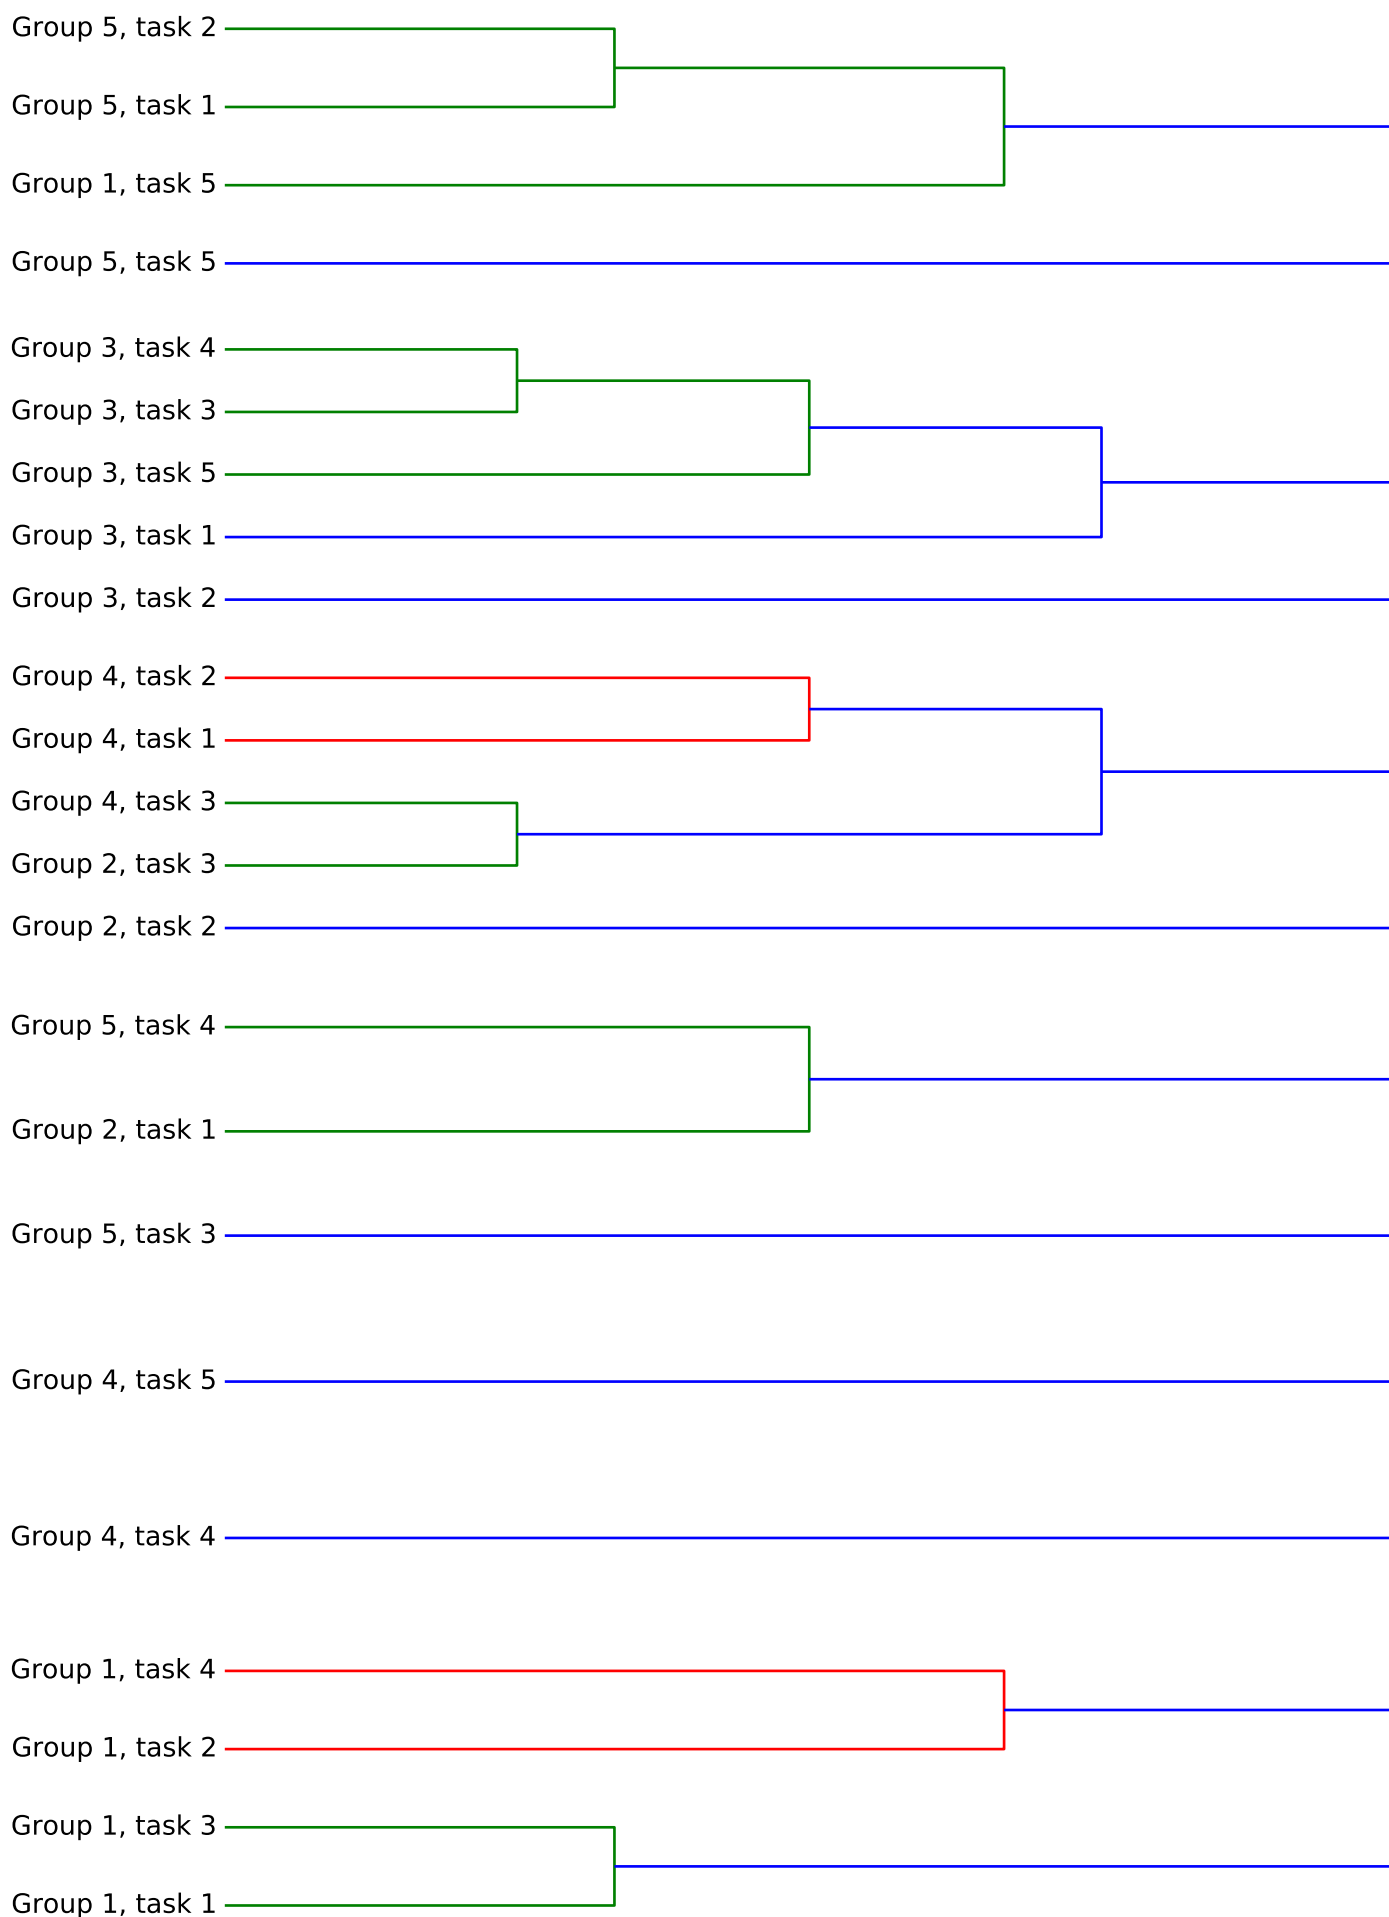 Group 5, task 2
Group 5, task 1
Group 1, task 5
Group 5, task 5
Group 3, task 4
Group 3, task 3
Group 3, task 5
Group 3, task 1
Group 3, task 2
Group 4, task 2
Group 4, task 1
Group 4, task 3
Group 2, task 3
Group 2, task 2
Group 5, task 4
Group 2, task 1
Group 5, task 3
Group 4, task 5
Group 4, task 4
Group 1, task 4
Group 1, task 2
Group 1, task 3
Group 1, task 1